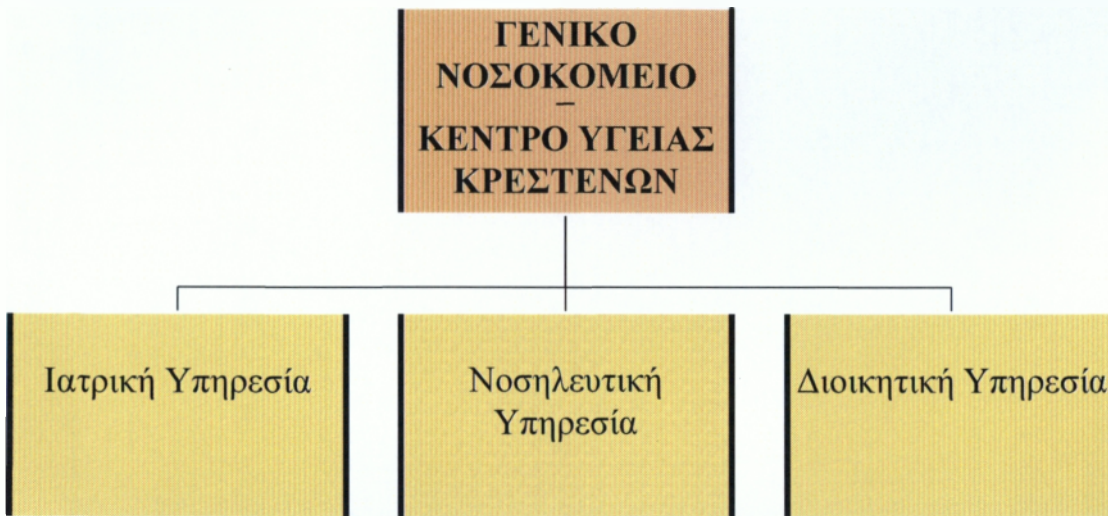 ΓΕΝΙΚΟ
ΝΟΣΟΚΟΜΕΙΟ
–
ΚΕΝΤΡΟ ΥΓΕΙΑΣ
ΚΡΕΣΤΕΝΩΝ
Ιατρική Υπηρεσία
Νοσηλευτική
Υπηρεσία
Διοικητική Υπηρεσία